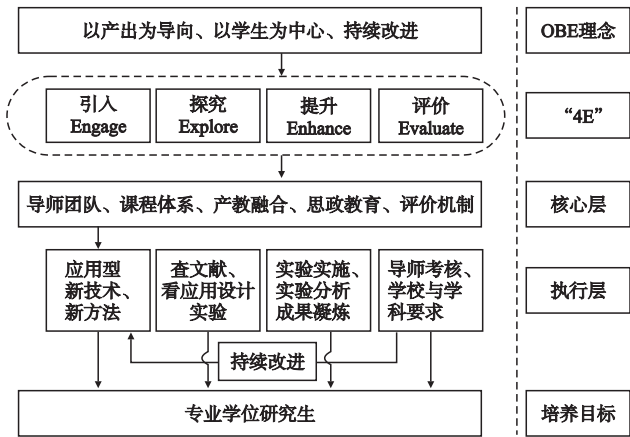 以产出为导向、以学生为中心、持续改进
OBE理念
引入
Engage
探究
Explore
提升
Enhance
评价
Evaluate
“4E”
导师团队、课程体系、产教融合、思政教育、评价机制
核心层
应用型
新技术、
新方法
查文献、
看应用设计
实验
实验实施、
实验分析
成果凝炼
导师考核、
学校与学
科要求
执行层
持续改进
专业学位研究生
培养目标